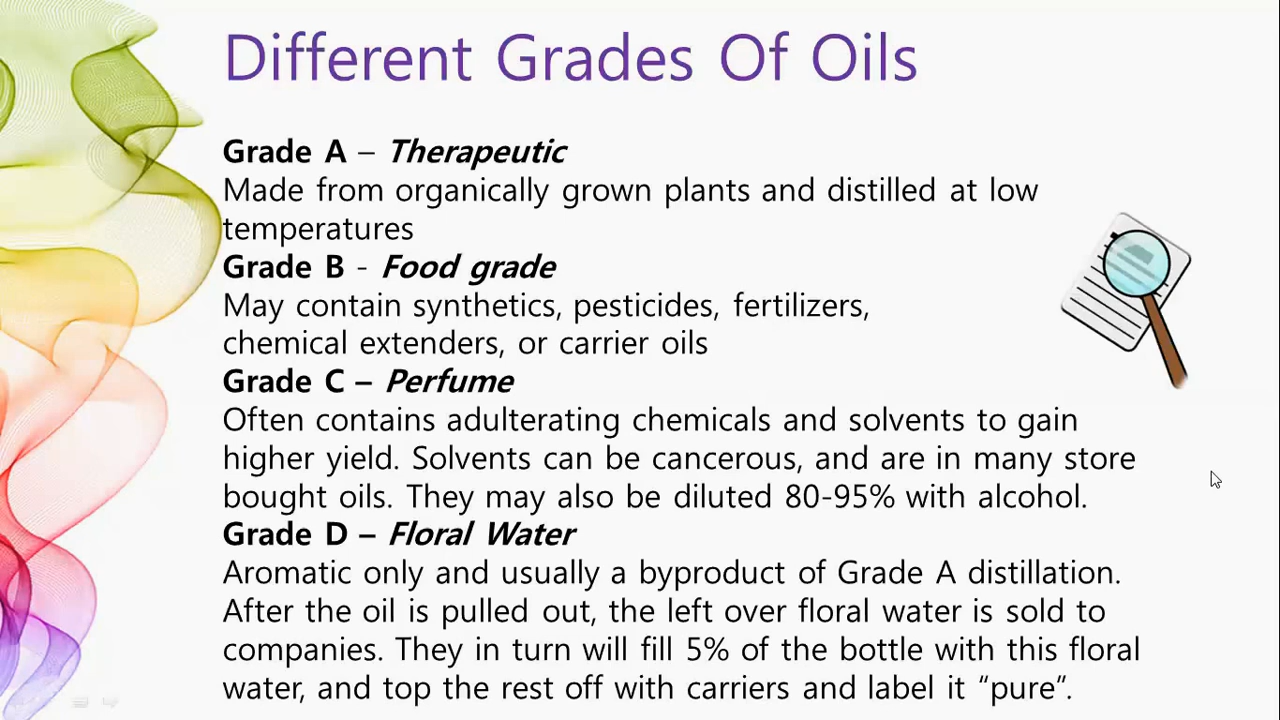 Different Grades Of Oils
Grade A – Therapeutic
Made from organically grown plants and distilled at low
temperatures
Grade B - Food grade
May contain synthetics, pesticides, fertilizers,
chemical extenders, or carrier oils
Grade C – Perfume
Often contains adulterating chemicals and solvents to gain
higher yield. Solvents can be cancerous, and are in many store
bought oils. They may also be diluted 80-95% with alcohol.
Grade D – Floral Water
Aromatic only and usually a byproduct of Grade A distillation.
After the oil is pulled out, the left over floral water is sold to
companies. They in turn will fill 5% of the bottle with this floral
water, and top the rest off with carriers and label it “pure”.